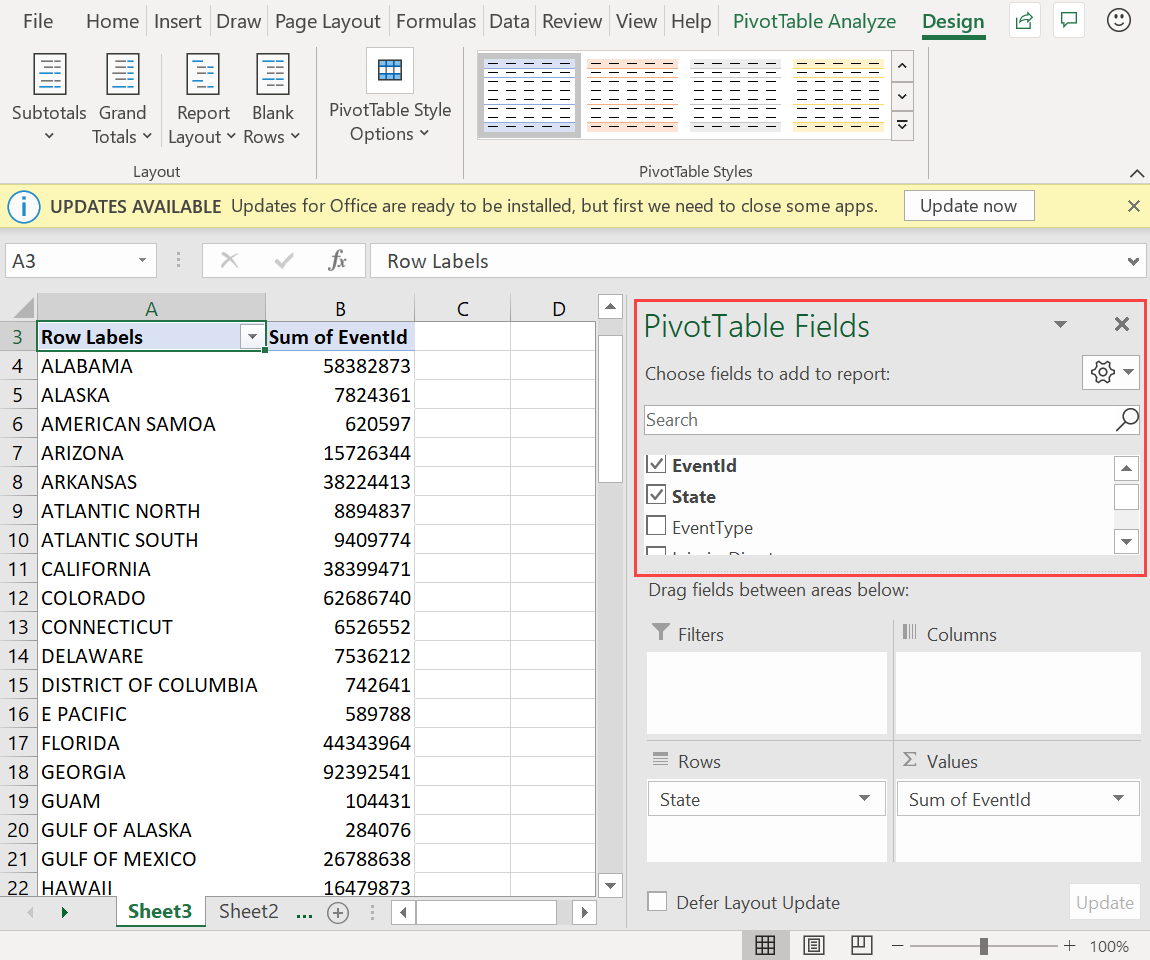 File Home Insert Draw Page Layout Formulas Data Review View Help PivotTable Analyze Design
Subtotals Grand Totals Report Layout Blank Rows
PivotTable Style Options
Layout
PivotTable Styles
UPDATES AVAILABLE Updates for Office are ready to be installed, but first we need to close some apps. Update now
A3 fx Row Labels
A B C D
3 Row Labels Sum of EventId
4 ALABAMA 58382873
5 ALASKA 7824361
6 AMERICAN SAMOA 620597
7 ARIZONA 15726344
8 ARKANSAS 38224413
9 ATLANTIC NORTH 8894837
10 ATLANTIC SOUTH 9409774
11 CALIFORNIA 38399471
12 COLORADO 62686740
13 CONNECTICUT 6526552
14 DELAWARE 7536212
15 DISTRICT OF COLUMBIA 742641
16 E PACIFIC 589788
17 FLORIDA 44343964
18 GEORGIA 92392541
19 GUAM 104431
20 GULF OF ALASKA 284076
21 GULF OF MEXICO 26788638
22 HAWAII 16479873
Sheet3 Sheet2 ...
PivotTable Fields
Choose fields to add to report:
Search
EventId
State
EventType
Drag fields between areas below:
Filters
Columns
Rows
Σ Values
State
Sum of EventId
Defer Layout Update
Update
100%